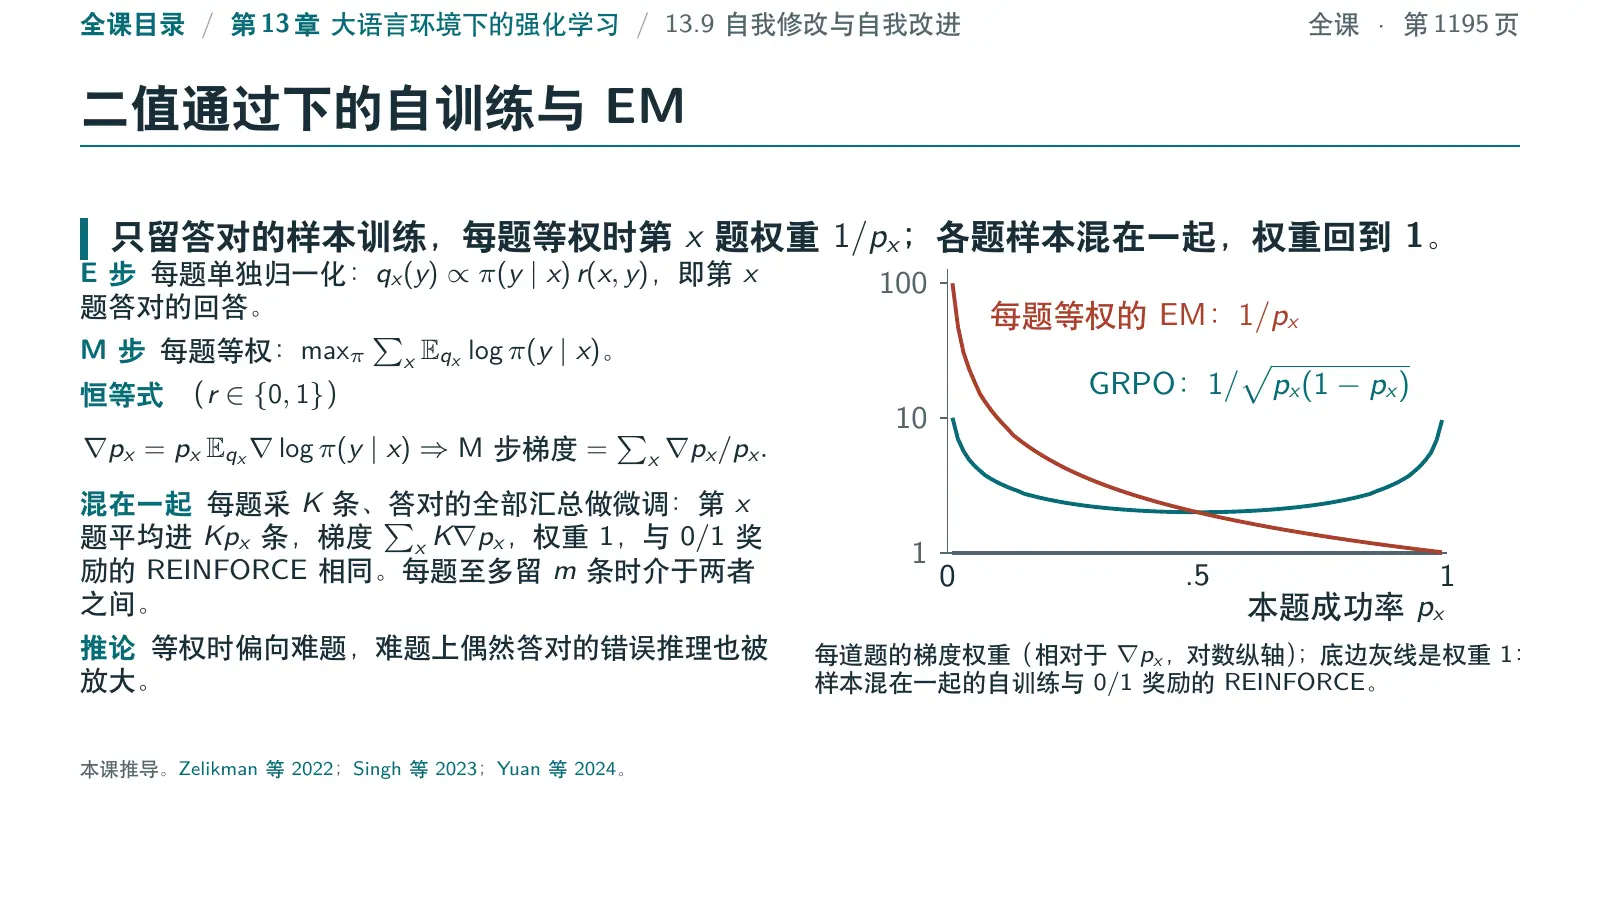 全课目录 / 第13章 大语言环境下的强化学习 / 13.9 自我修改与自我改进
全课 · 第1195页
二值通过下的自训练与 EM
只留答对的样本训练，每题等权时第 x 题权重 1/pₓ；各题样本混在一起，权重回到 1。
E 步 每题单独归一化：qₓ(y) ∝ π(y | x) r(x, y)，即第 x
题答对的回答。
M 步 每题等权：max_π ∑ₓ 𝔼_{qₓ} log π(y | x)。
恒等式 （r ∈ {0, 1}）
∇pₓ = pₓ 𝔼_{qₓ}∇ log π(y | x) ⇒ M 步梯度 = ∑ₓ ∇pₓ/pₓ.
混在一起 每题采 K 条、答对的全部汇总做微调：第 x
题平均进 Kpₓ 条，梯度 ∑ₓ K∇pₓ，权重 1，与 0/1 奖
励的 REINFORCE 相同。每题至多留 m 条时介于两者
之间。
推论 等权时偏向难题，难题上偶然答对的错误推理也被
放大。
100
10
1
0
.5
1
每题等权的 EM：1/pₓ
GRPO：1/√(pₓ(1 − pₓ))
本题成功率 pₓ
每道题的梯度权重（相对于 ∇pₓ，对数纵轴）；底边灰线是权重 1：
样本混在一起的自训练与 0/1 奖励的 REINFORCE。
本课推导。Zelikman 等 2022；Singh 等 2023；Yuan 等 2024。